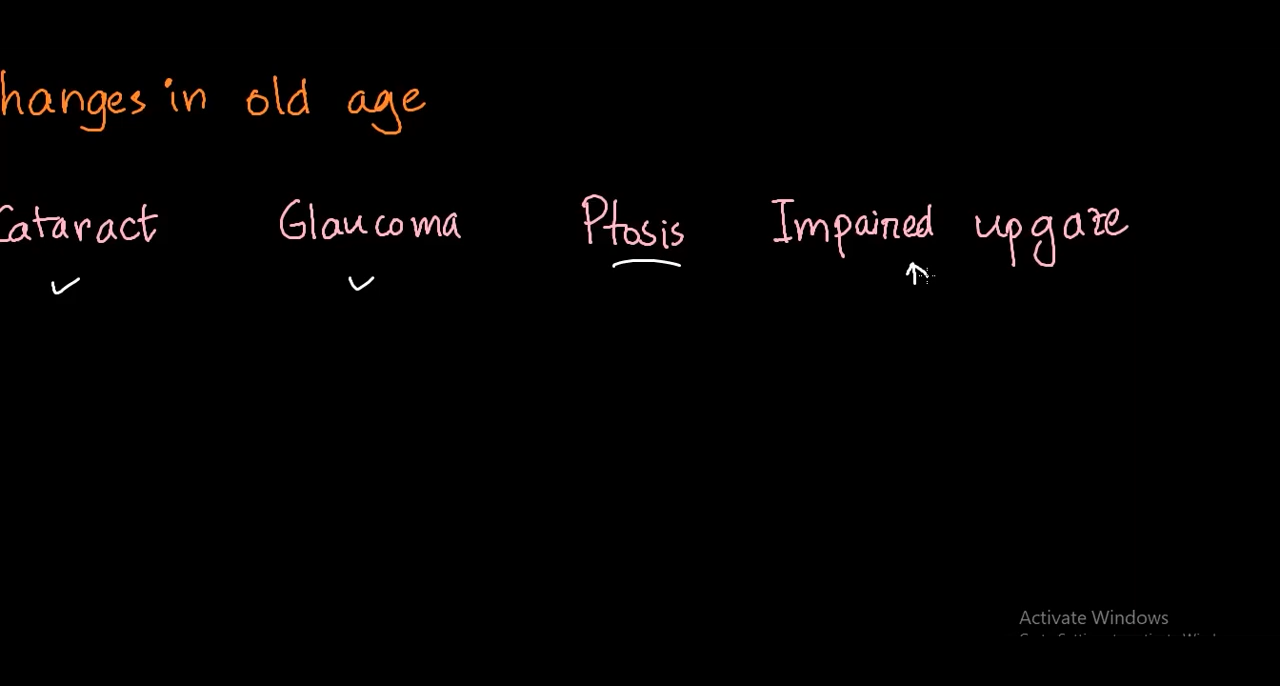 hanges in old age
Cataract Glaucoma Ptosis Impaired upgaze
Activate Windows